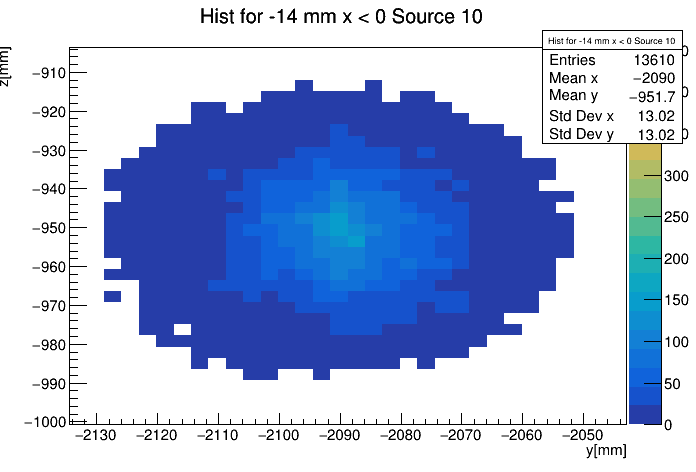 Hist for -14 mm x < 0 Source 10
z[mm]
Hist for -14 mm x < 0 Source 10
Entries 13610
Mean x −2090
Mean y −951.7
Std Dev x 13.02
Std Dev y 13.02
−910
−920
−930
−940
−950
−960
−970
−980
−990
−1000
−2130 −2120 −2110 −2100 −2090 −2080 −2070 −2060 −2050
y[mm]
300
250
200
150
100
50
0